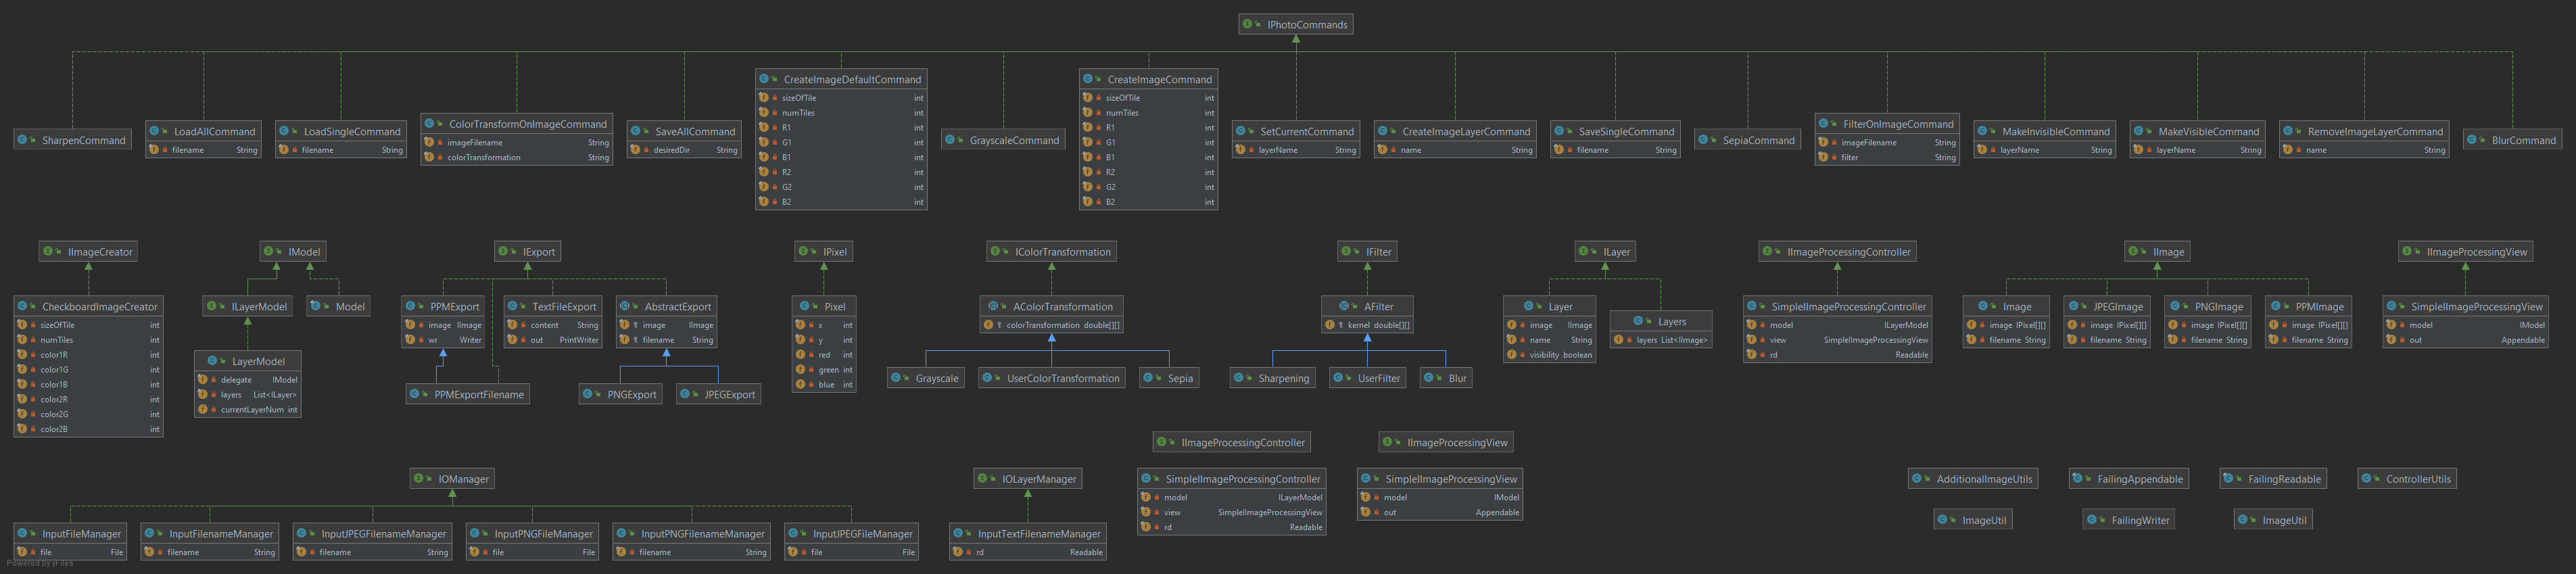 IPhotoCommands
SharpenCommand
LoadAllCommand
filename String
LoadSingleCommand
filename String
ColorTransformOnImageCommand
imageFilename String
colorTransformation String
SaveAllCommand
desiredDir String
CreateImageDefaultCommand
sizeOfTile int
numTiles int
R1 int
G1 int
B1 int
R2 int
G2 int
B2 int
GrayscaleCommand
CreateImageCommand
sizeOfTile int
numTiles int
R1 int
G1 int
B1 int
R2 int
G2 int
B2 int
SetCurrentCommand
layerName String
CreateImageLayerCommand
name String
SaveSingleCommand
filename String
SepiaCommand
FilterOnImageCommand
imageFilename String
filter String
MakeInvisibleCommand
layerName String
MakeVisibleCommand
layerName String
RemoveImageLayerCommand
name String
BlurCommand
IImageCreator
CheckboardImageCreator
sizeOfTile int
numTiles int
color1R int
color1G int
color1B int
color2R int
color2G int
color2B int
IModel
ILayerModel
Model
LayerModel
delegate IModel
layers List<ILayer>
currentLayerNum int
IExport
PPMExport
image IImage
wr Writer
TextFileExport
content String
out PrintWriter
AbstractExport
image IImage
filename String
PPMExportFilename
PNGExport
JPEGExport
IPixel
Pixel
x int
y int
red int
green int
blue int
IColorTransformation
AColorTransformation
colorTransformation double[][]
Grayscale
UserColorTransformation
Sepia
IFilter
AFilter
kernel double[][]
Sharpening
UserFilter
Blur
ILayer
Layer
image IImage
name String
visibility boolean
Layers
layers List<IImage>
IImageProcessingController
SimpleIImageProcessingController
model ILayerModel
view SimpleIImageProcessingView
rd Readable
IImage
Image
image IPixel[][]
filename String
JPEGImage
image IPixel[][]
filename String
PNGImage
image IPixel[][]
filename String
PPMImage
image IPixel[][]
filename String
IImageProcessingView
SimpleIImageProcessingView
model IModel
out Appendable
IOManager
InputFileManager
file File
InputFilenameManager
filename String
InputJPEGFilenameManager
filename String
InputPNGFileManager
file File
InputPNGFilenameManager
filename String
InputJPEGFileManager
file File
IOLayerManager
InputTextFilenameManager
rd Readable
IImageProcessingController
SimpleIImageProcessingController
model ILayerModel
view SimpleIImageProcessingView
rd Readable
IImageProcessingView
SimpleIImageProcessingView
model IModel
out Appendable
AdditionalImageUtils
FailingAppendable
FailingReadable
ControllerUtils
ImageUtil
FailingWriter
ImageUtil
Powered by yFiles